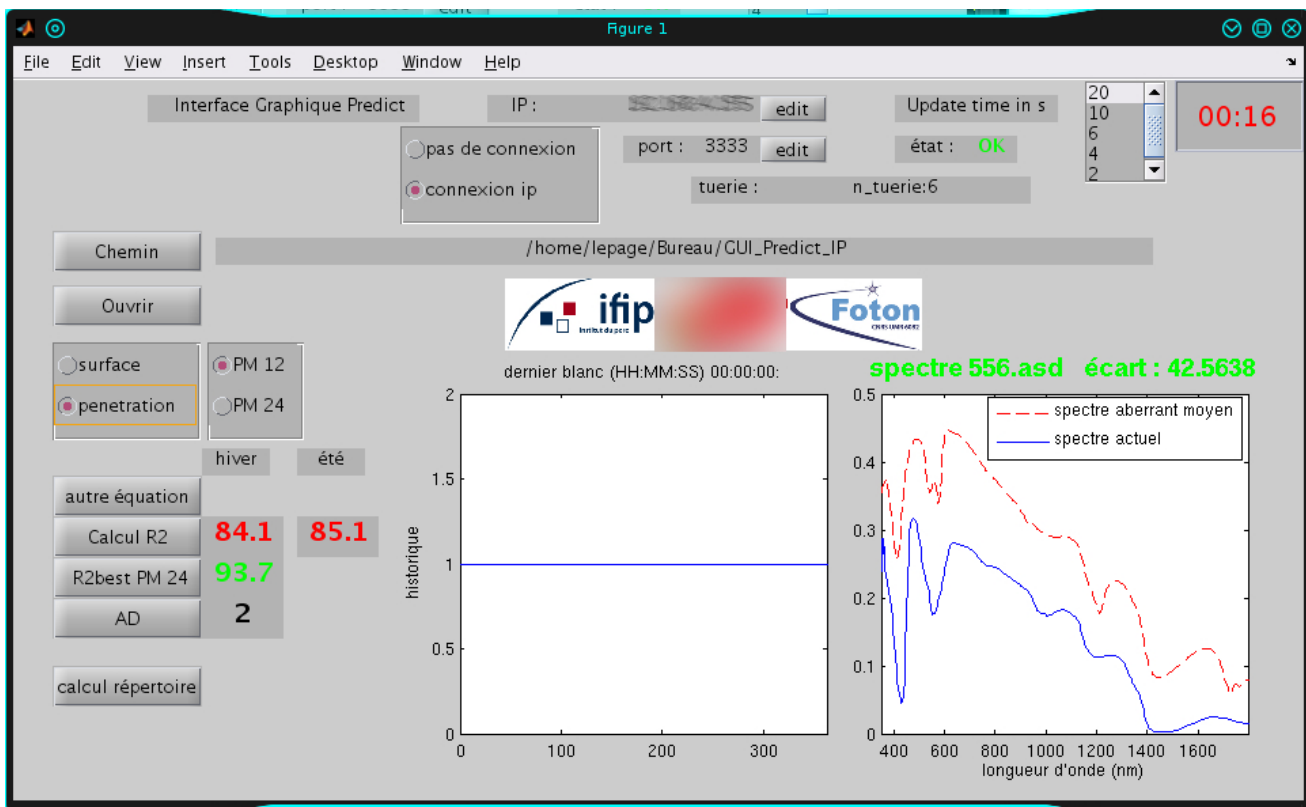 Figure 1
File Edit View Insert Tools Desktop Window Help
Interface Graphique Predict
IP :
edit
Update time in s
20
10
6
4
2
00:16
pas de connexion
connexion ip
port : 3333 edit
état : OK
tuerie : n_tuerie:6
Chemin
/home/lepage/Bureau/GUI_Predict_IP
Ouvrir
ifip
Institut du porc
Foton
CNRS UMR 6082
surface
penetration
PM 12
PM 24
hiver été
autre équation
Calcul R2 84.1 85.1
R2best PM 24 93.7
AD 2
calcul répertoire
dernier blanc (HH:MM:SS) 00:00:00:
historique
2
1.5
1
0.5
0
0 100 200 300
spectre 556.asd écart : 42.5638
spectre aberrant moyen
spectre actuel
0.5
0.4
0.3
0.2
0.1
0
400 600 800 1000 1200 1400 1600
longueur d'onde (nm)